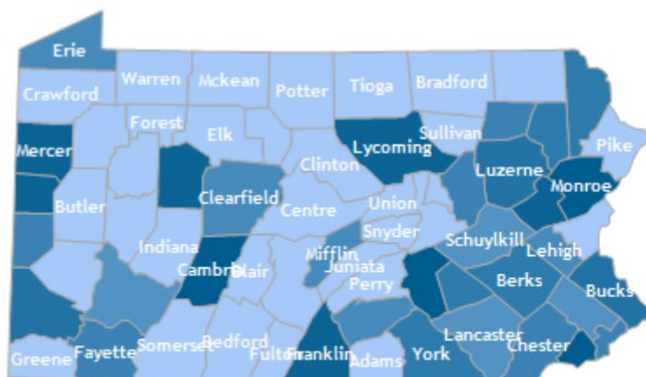 Erie
Warren
Mckean
Potter
Tioga
Bradford
Crawford
Forest
Elk
Sullivan
Pike
Mercer
Lycoming
Clinton
Luzerne
Monroe
Clearfield
Butler
Centre
Union
Snyder
Schuylkill
Indiana
Mifflin
Lehigh
Cambria
Blair
Juniata
Perry
Berks
Bucks
Greene
Fayette
Somerset
Bedford
Fulton
Franklin
Adams
York
Lancaster
Chester